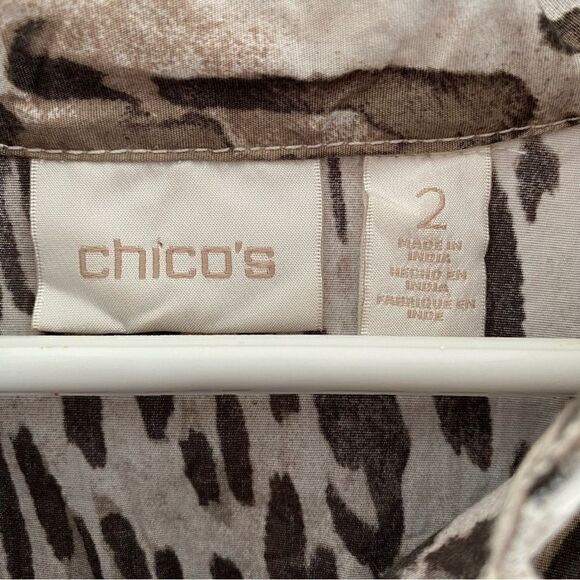 chico's
2
MADE IN
INDIA
HECHO EN
INDIA
FABRIQUE EN
INDE